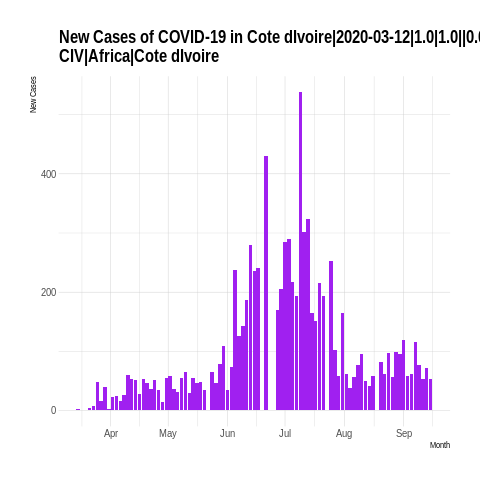 New Cases of COVID-19 in Cote dIvoire|2020-03-12|1.0|1.0||0.0
CIV|Africa|Cote dIvoire
New Cases
400
200
0
Apr
May
Jun
Jul
Aug
Sep
Month